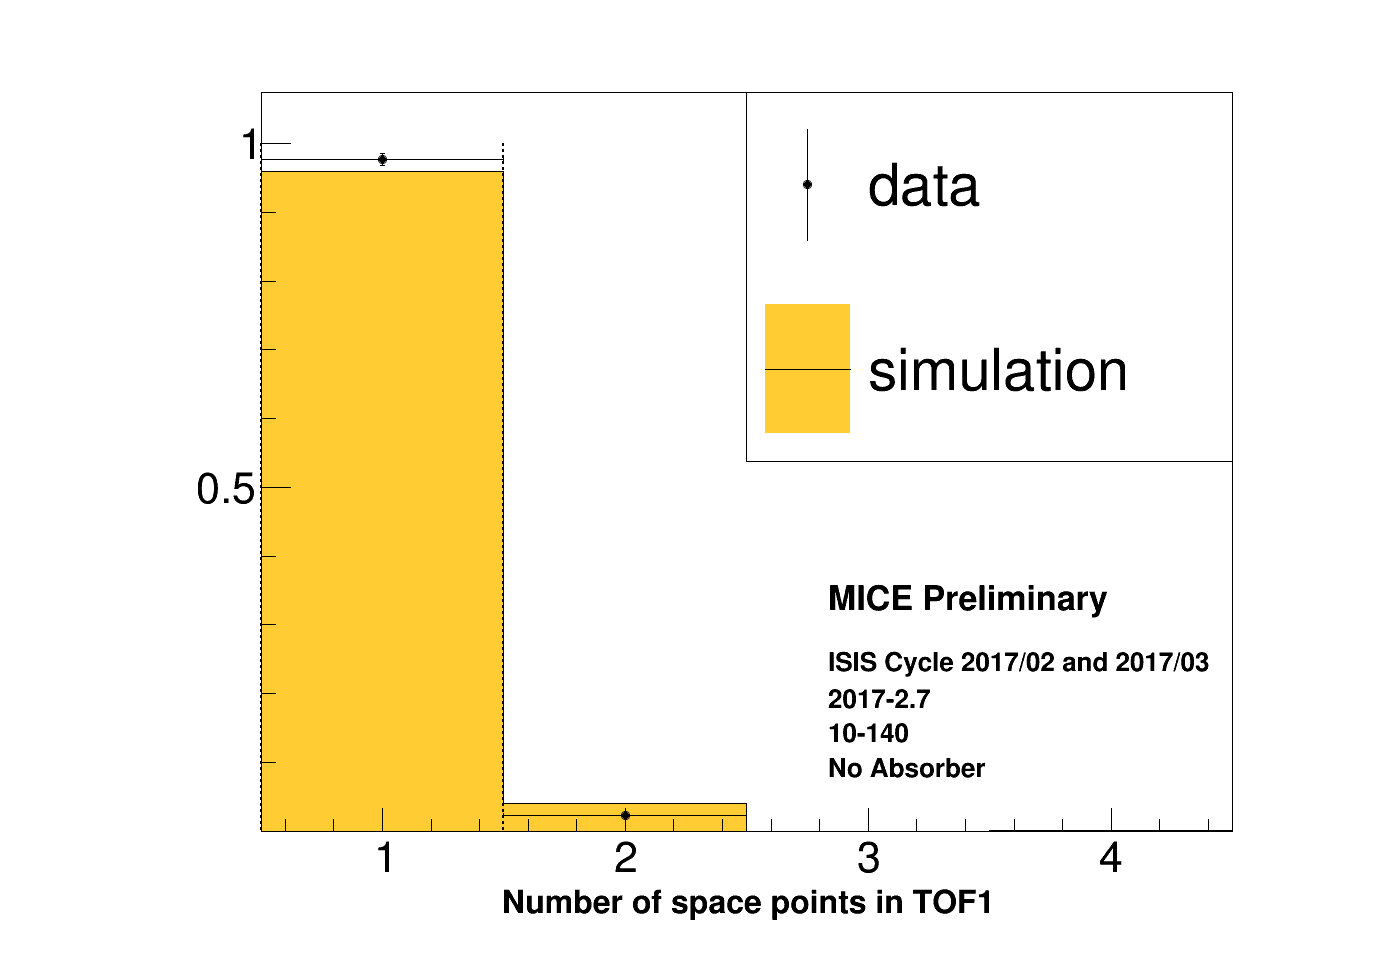 1
data
simulation
0.5
MICE Preliminary
ISIS Cycle 2017/02 and 2017/03
2017-2.7
10-140
No Absorber
1 2 3 4
Number of space points in TOF1